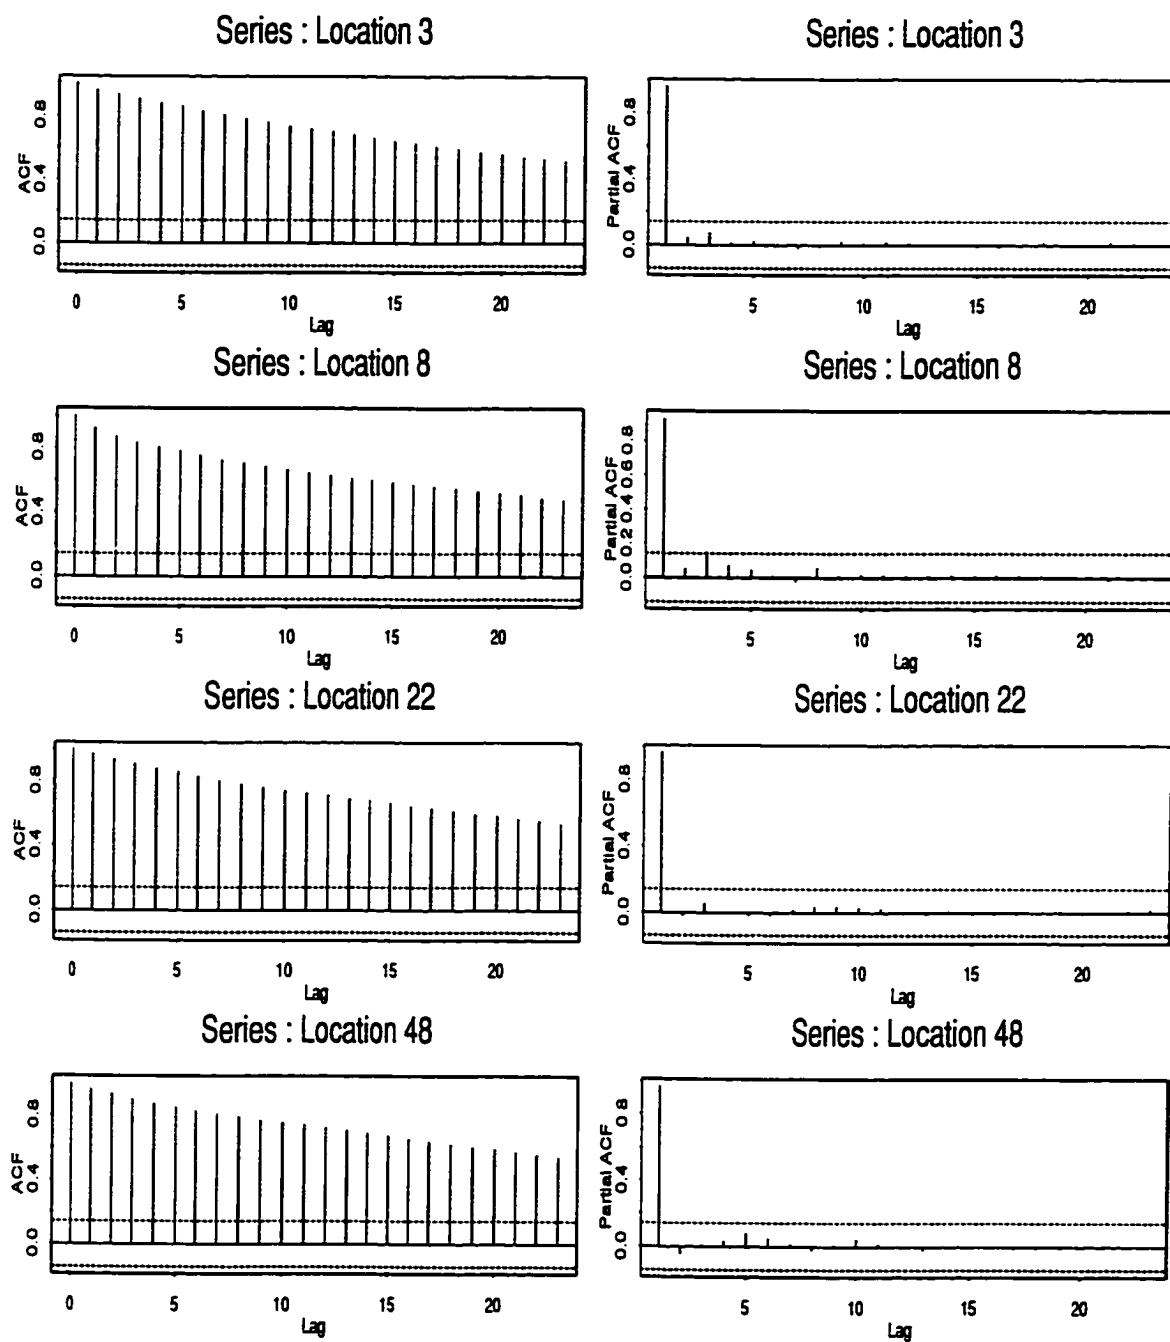 Series : Location 3
ACF
0.0 0.4 0.8
0 5 10 15 20
Lag
Series : Location 3
Partial ACF
0.0 0.4 0.8
5 10 15 20
Lag
Series : Location 8
ACF
0.0 0.4 0.8
0 5 10 15 20
Lag
Series : Location 8
Partial ACF
0.0 0.2 0.4 0.6 0.8
5 10 15 20
Lag
Series : Location 22
ACF
0.0 0.4 0.8
0 5 10 15 20
Lag
Series : Location 22
Partial ACF
0.0 0.4 0.8
5 10 15 20
Lag
Series : Location 48
ACF
0.0 0.4 0.8
0 5 10 15 20
Lag
Series : Location 48
Partial ACF
0.0 0.4 0.8
5 10 15 20
Lag